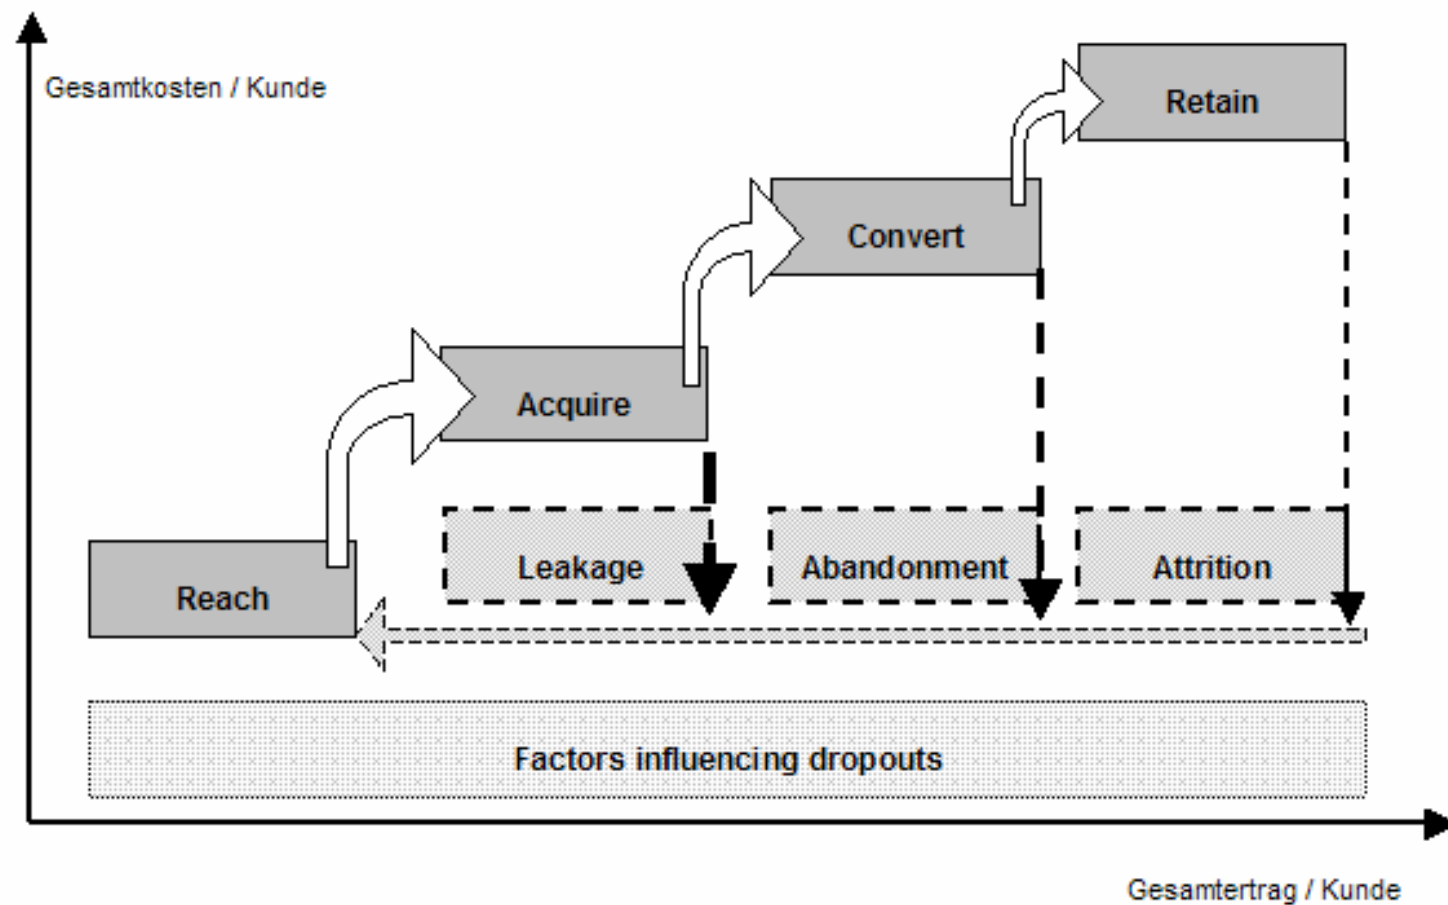 Gesamtkosten / Kunde
Retain
Convert
Acquire
Reach
Leakage
Abandonment
Attrition
Factors influencing dropouts
Gesamtertrag / Kunde